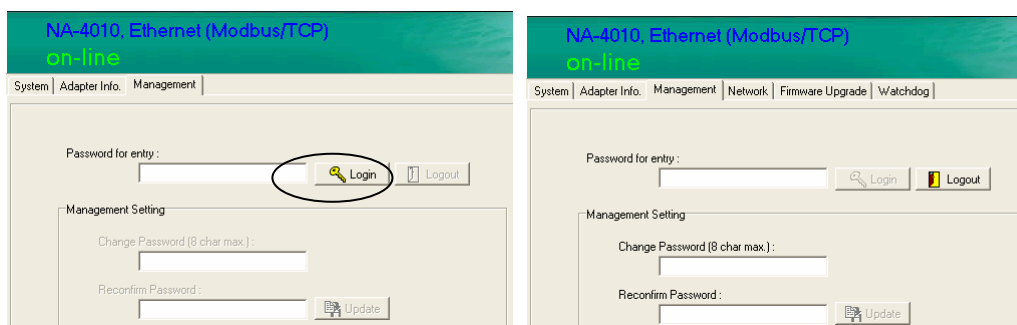 NA-4010, Ethernet (Modbus/TCP)
on-line
System Adapter Info. Management
Password for entry :
Login Logout
Management Setting
Change Password (8 char max.) :
Reconfirm Password :
Update
NA-4010, Ethernet (Modbus/TCP)
on-line
System Adapter Info. Management Network Firmware Upgrade Watchdog
Password for entry :
Login Logout
Management Setting
Change Password (8 char max.) :
Reconfirm Password :
Update